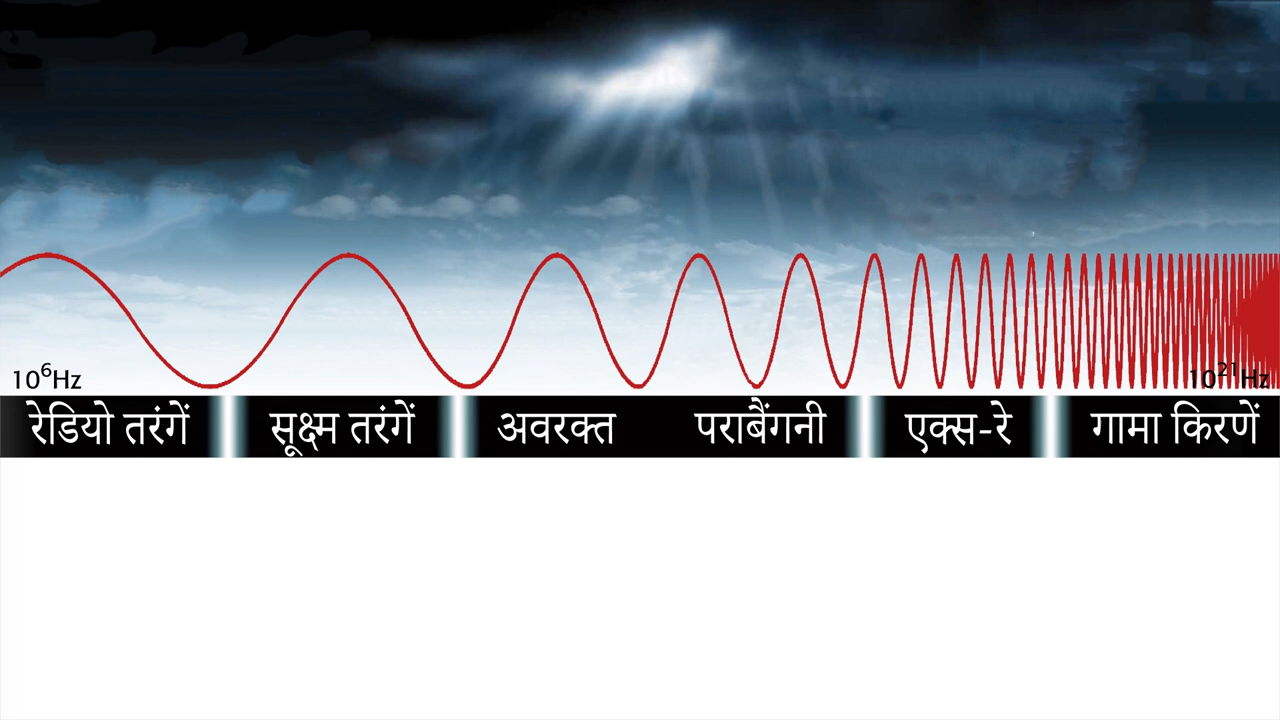 10⁶Hz 10²¹Hz
रेडियो तरंगें सूक्ष्म तरंगें अवरक्त पराबैंगनी एक्स-रे गामा किरणें